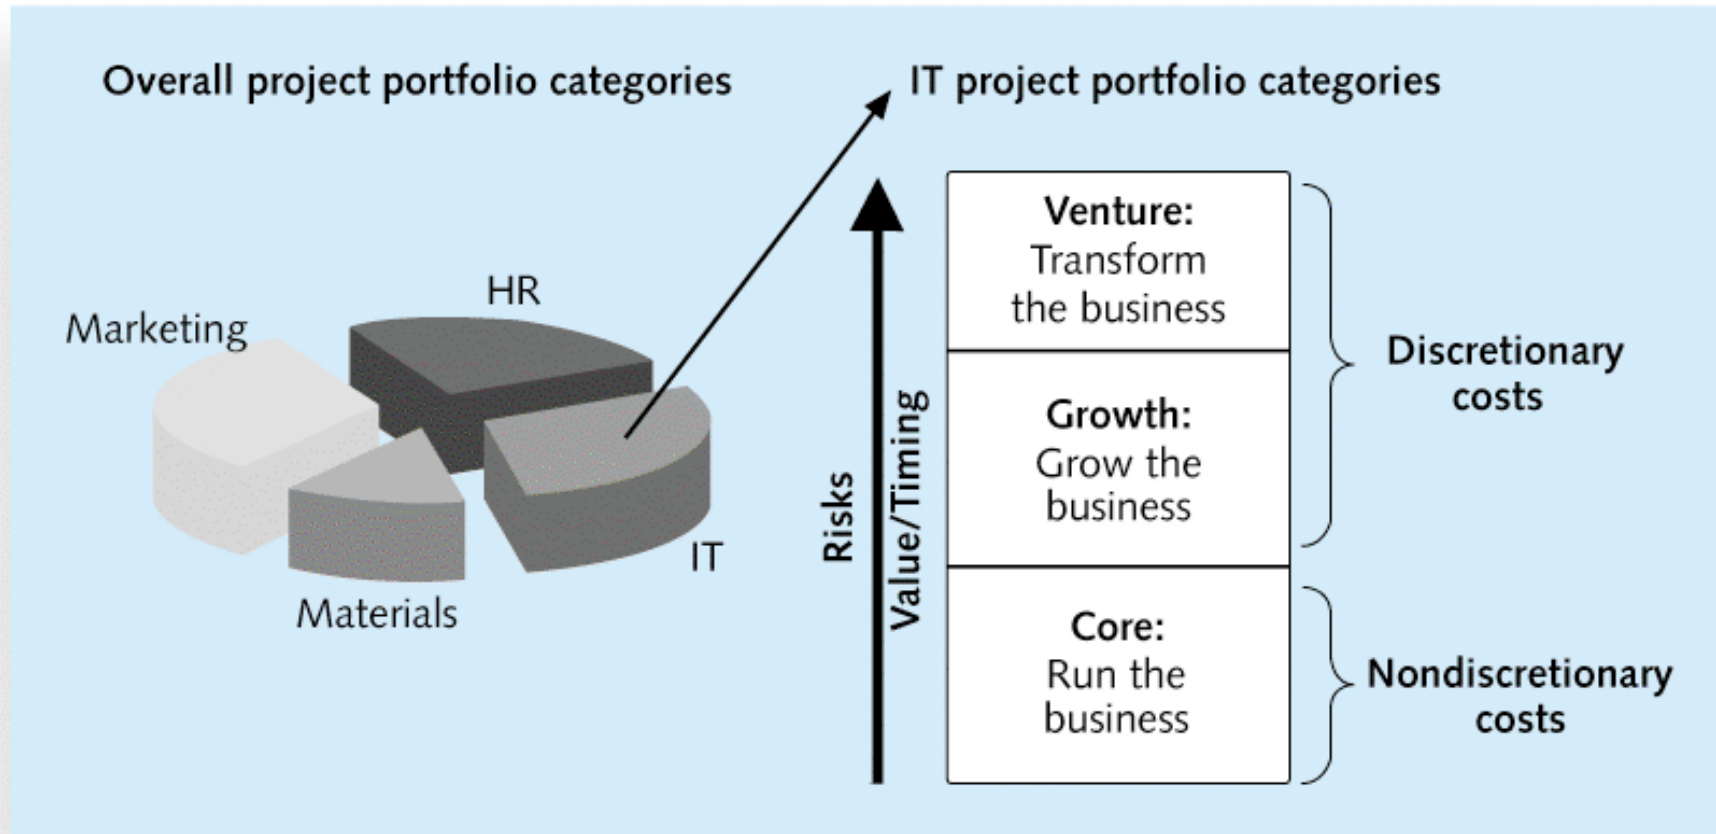 Overall project portfolio categories
IT project portfolio categories
HR
Marketing
Materials
IT
Risks
Value/Timing
Venture:
Transform
the business
Growth:
Grow the
business
Core:
Run the
business
Discretionary
costs
Nondiscretionary
costs